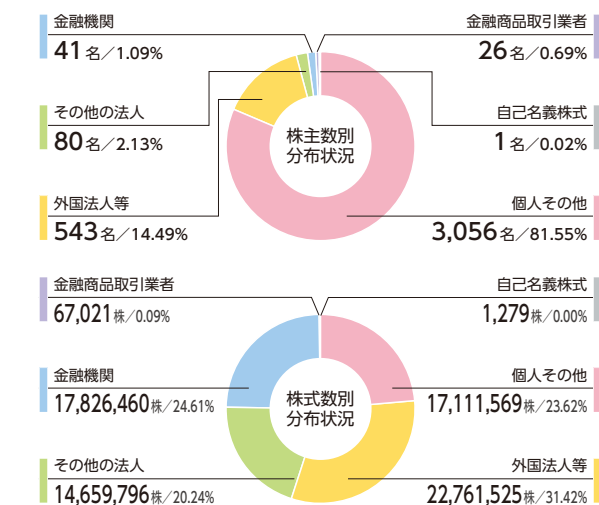 金融機関
41名／1.09%
金融商品取引業者
26名／0.69%
その他の法人
80名／2.13%
自己名義株式
1名／0.02%
株主数別
分布状況
外国法人等
543名／14.49%
個人その他
3,056名／81.55%
金融商品取引業者
67,021株／0.09%
自己名義株式
1,279株／0.00%
金融機関
17,826,460株／24.61%
個人その他
17,111,569株／23.62%
株式数別
分布状況
その他の法人
14,659,796株／20.24%
外国法人等
22,761,525株／31.42%